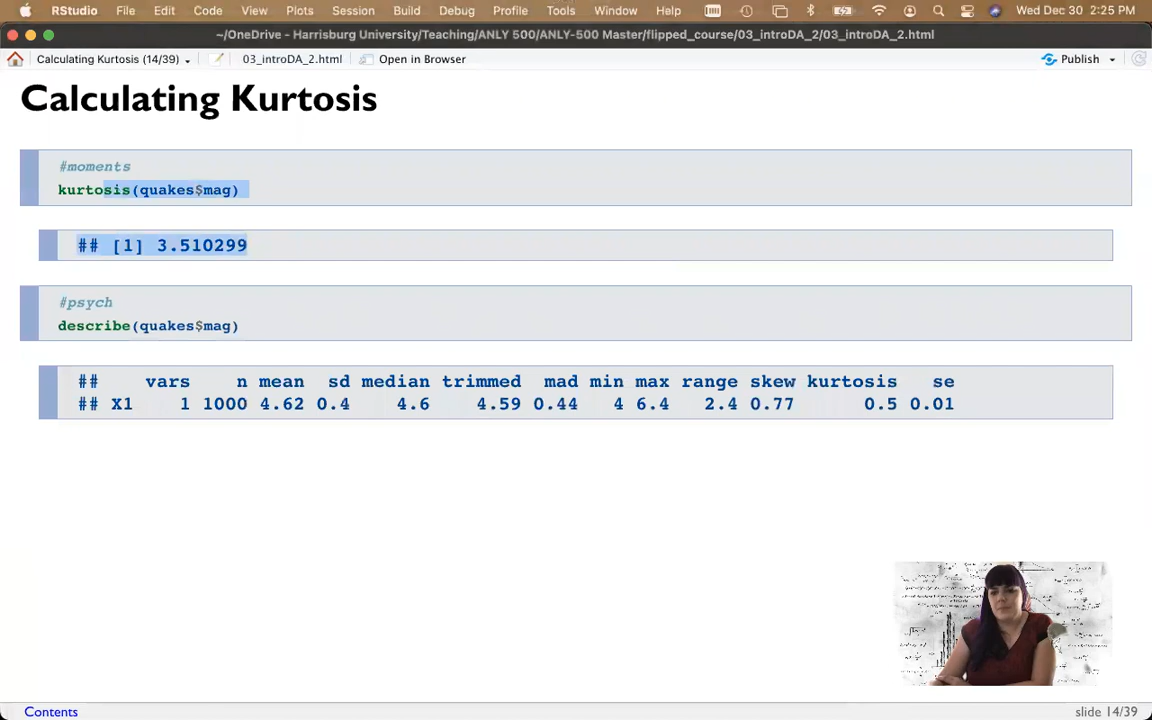 RStudio File Edit Code View Plots Session Build Debug Profile Tools Window Help Wed Dec 30 2:25 PM
~/OneDrive - Harrisburg University/Teaching/ANLY 500/ANLY-500 Master/flipped_course/03_introDA_2/03_introDA_2.html
Calculating Kurtosis (14/39) 03_introDA_2.html Open in Browser Publish
Calculating Kurtosis
#moments
kurtosis(quakes$mag)
## [1] 3.510299
#psych
describe(quakes$mag)
## vars n mean sd median trimmed mad min max range skew kurtosis se
## X1 1 1000 4.62 0.4 4.6 4.59 0.44 4 6.4 2.4 0.77 0.5 0.01
Contents slide 14/39